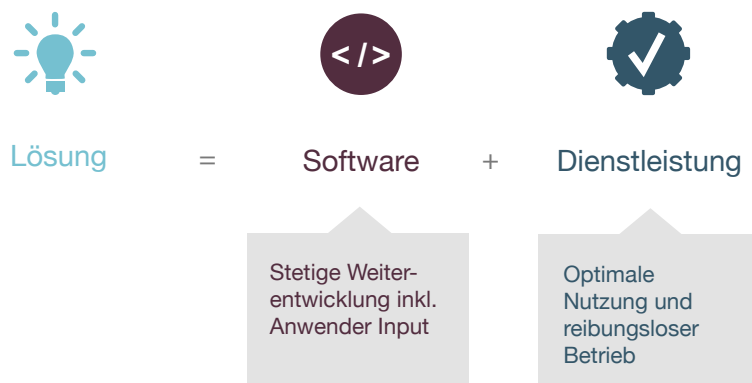 </>
Lösung = Software + Dienstleistung
Stetige Weiter-
entwicklung inkl.
Anwender Input
Optimale
Nutzung und
reibungsloser
Betrieb